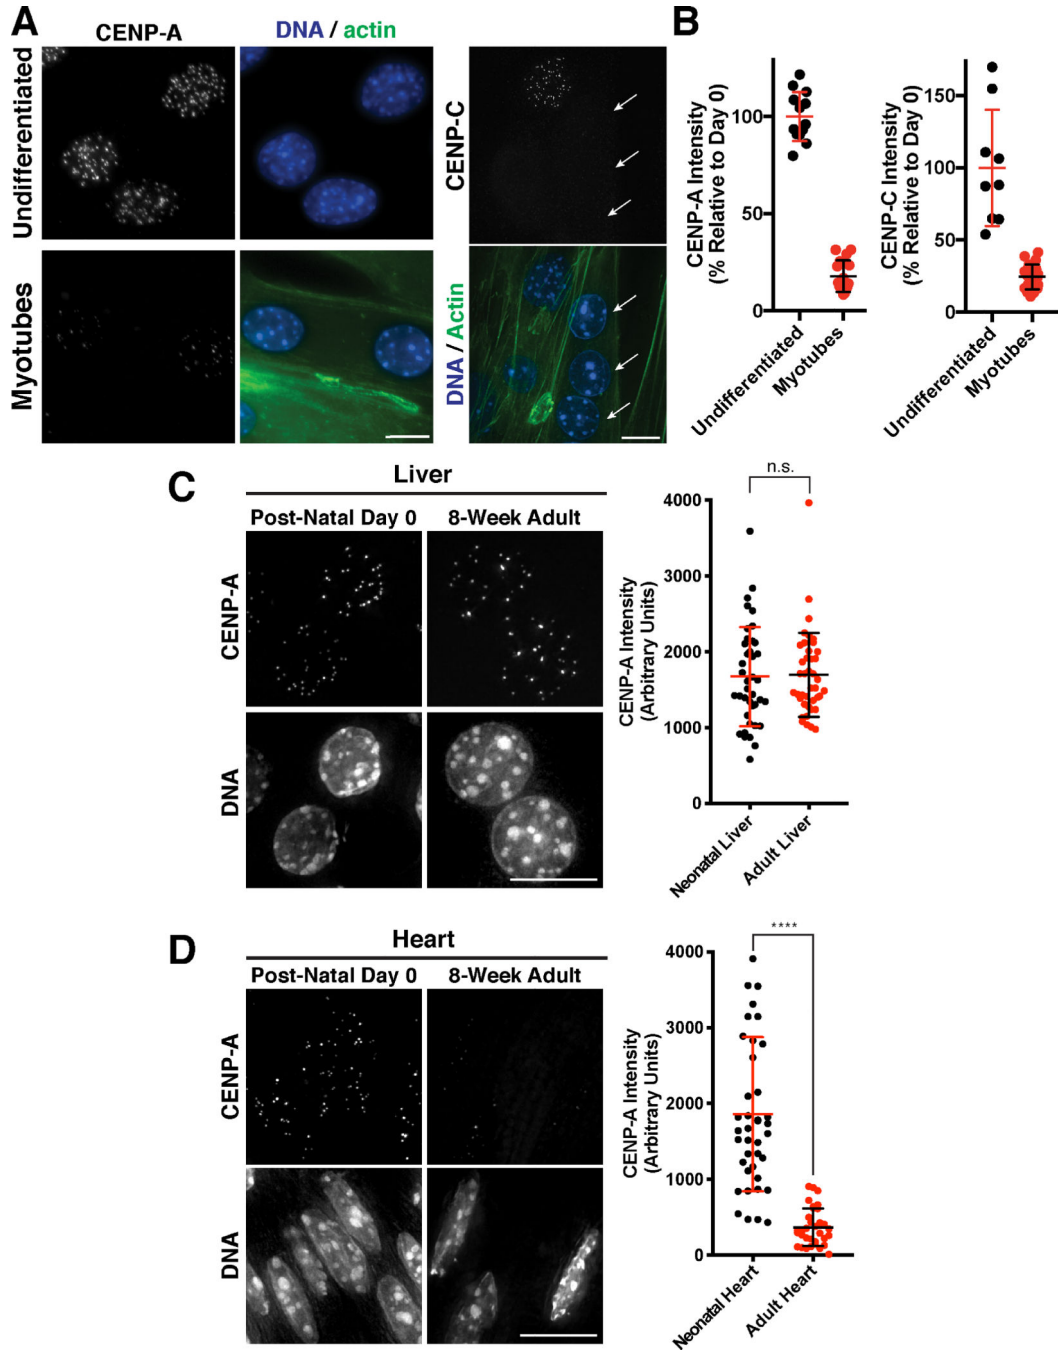 A
CENP-A
DNA / actin
Undifferentiated
Myotubes
CENP-C
DNA / Actin
B
CENP-A Intensity
(% Relative to Day 0)
100
50
0
Undifferentiated
Myotubes
CENP-C Intensity
(% Relative to Day 0)
150
100
50
0
Undifferentiated
Myotubes
C
Liver
Post-Natal Day 0
8-Week Adult
CENP-A
DNA
n.s.
CENP-A Intensity
(Arbitrary Units)
4000
3000
2000
1000
0
Neonatal Liver
Adult Liver
D
Heart
Post-Natal Day 0
8-Week Adult
CENP-A
DNA
****
CENP-A Intensity
(Arbitrary Units)
4000
3000
2000
1000
0
Neonatal Heart
Adult Heart